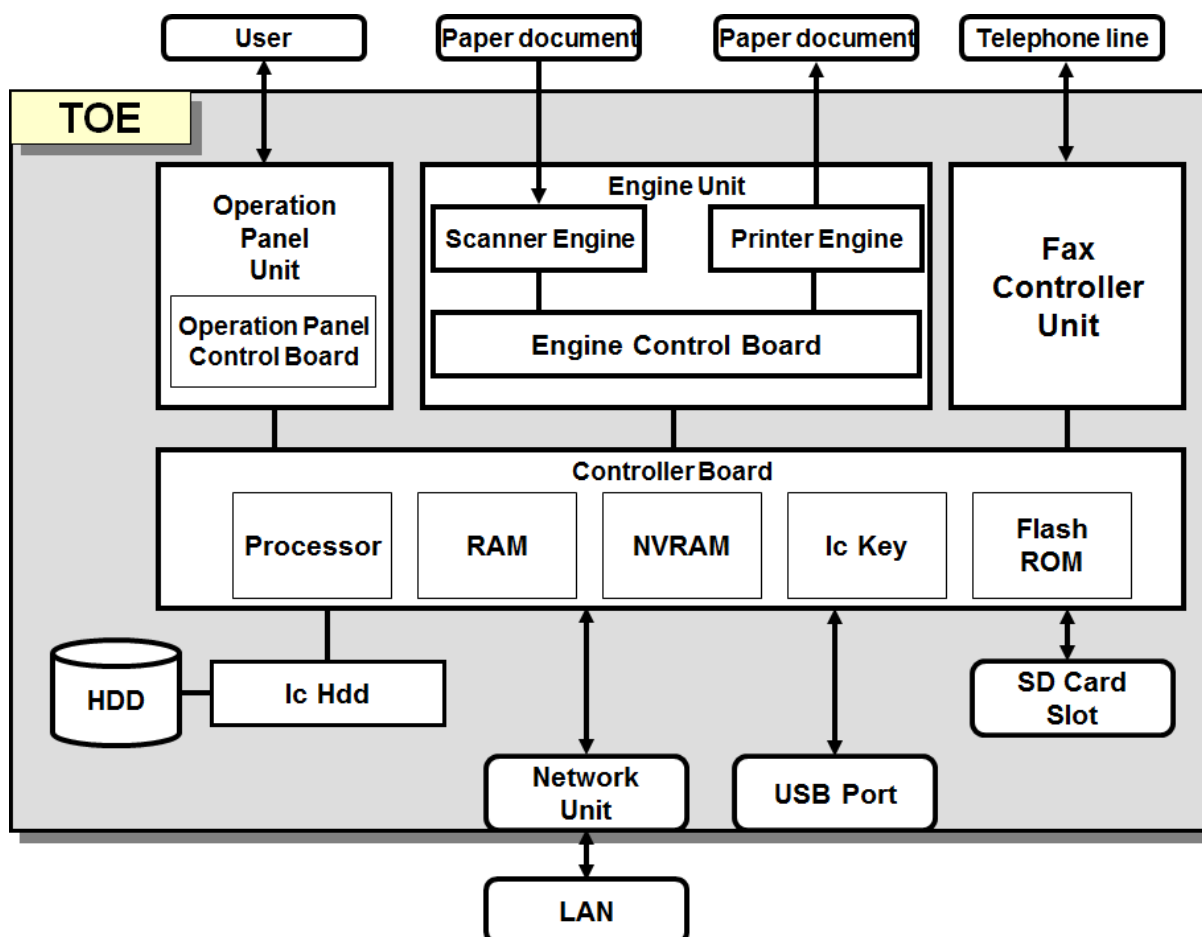 User
Paper document
Paper document
Telephone line
TOE
Operation
Panel
Unit
Operation Panel
Control Board
Engine Unit
Scanner Engine
Printer Engine
Engine Control Board
Fax
Controller
Unit
Controller Board
Processor
RAM
NVRAM
Ic Key
Flash
ROM
HDD
Ic Hdd
SD Card
Slot
Network
Unit
USB Port
LAN